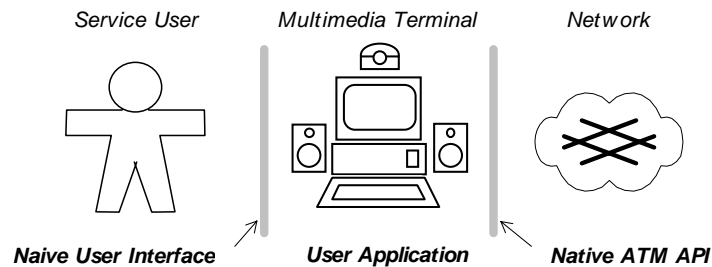 Service User Multimedia Terminal Network
Naive User Interface User Application Native ATM API